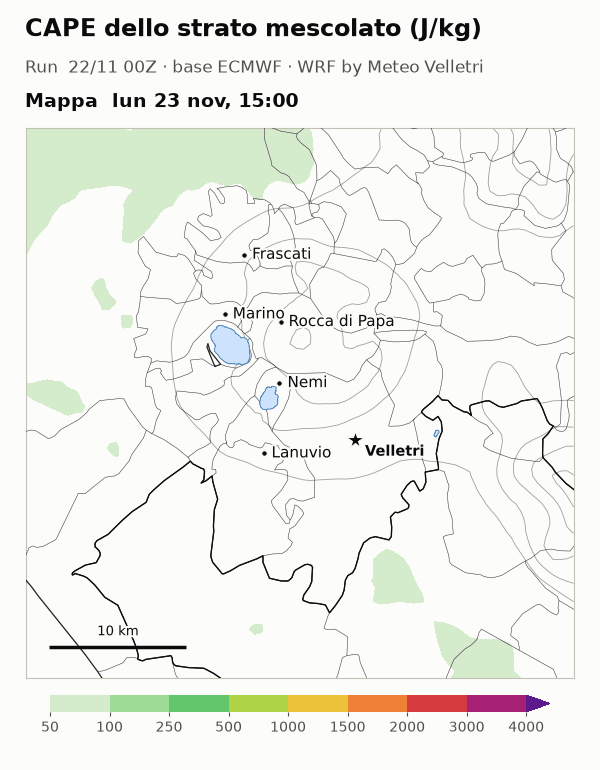 CAPE dello strato mescolato (J/kg)
Run  22/11 00Z · base ECMWF · WRF by Meteo Velletri
Mappa  lun 23 nov, 15:00
Frascati
Marino
Rocca di Papa
Nemi
Velletri
Lanuvio
10 km
50 100 250 500 1000 1500 2000 3000 4000